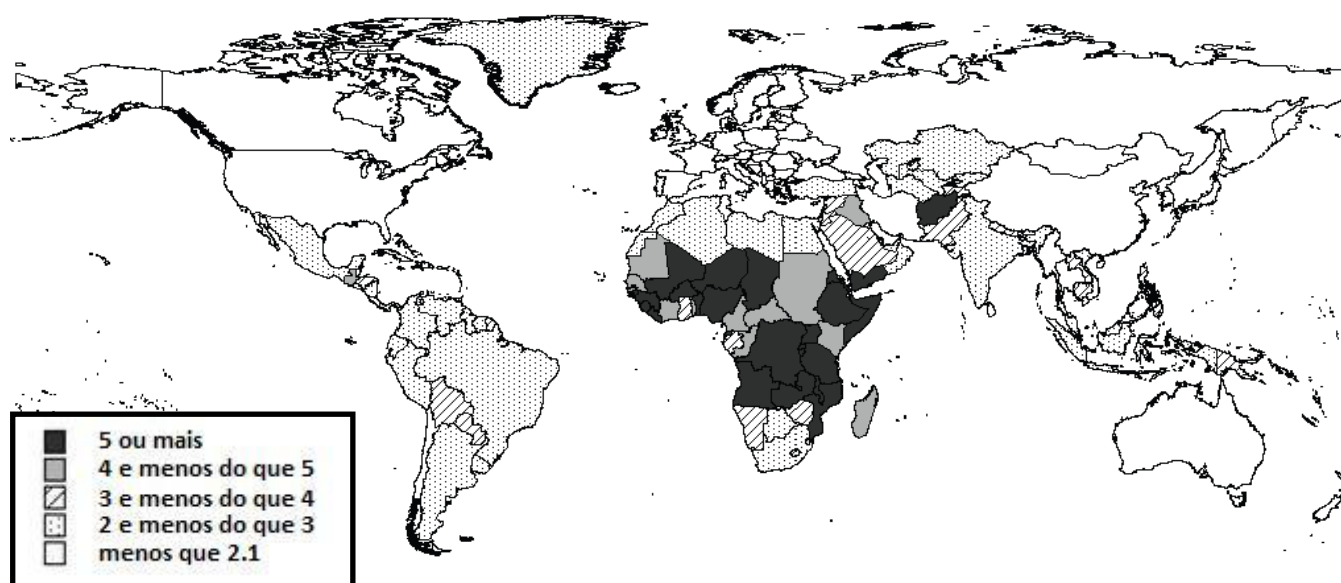 5 ou mais
4 e menos do que 5
3 e menos do que 4
2 e menos do que 3
menos que 2.1